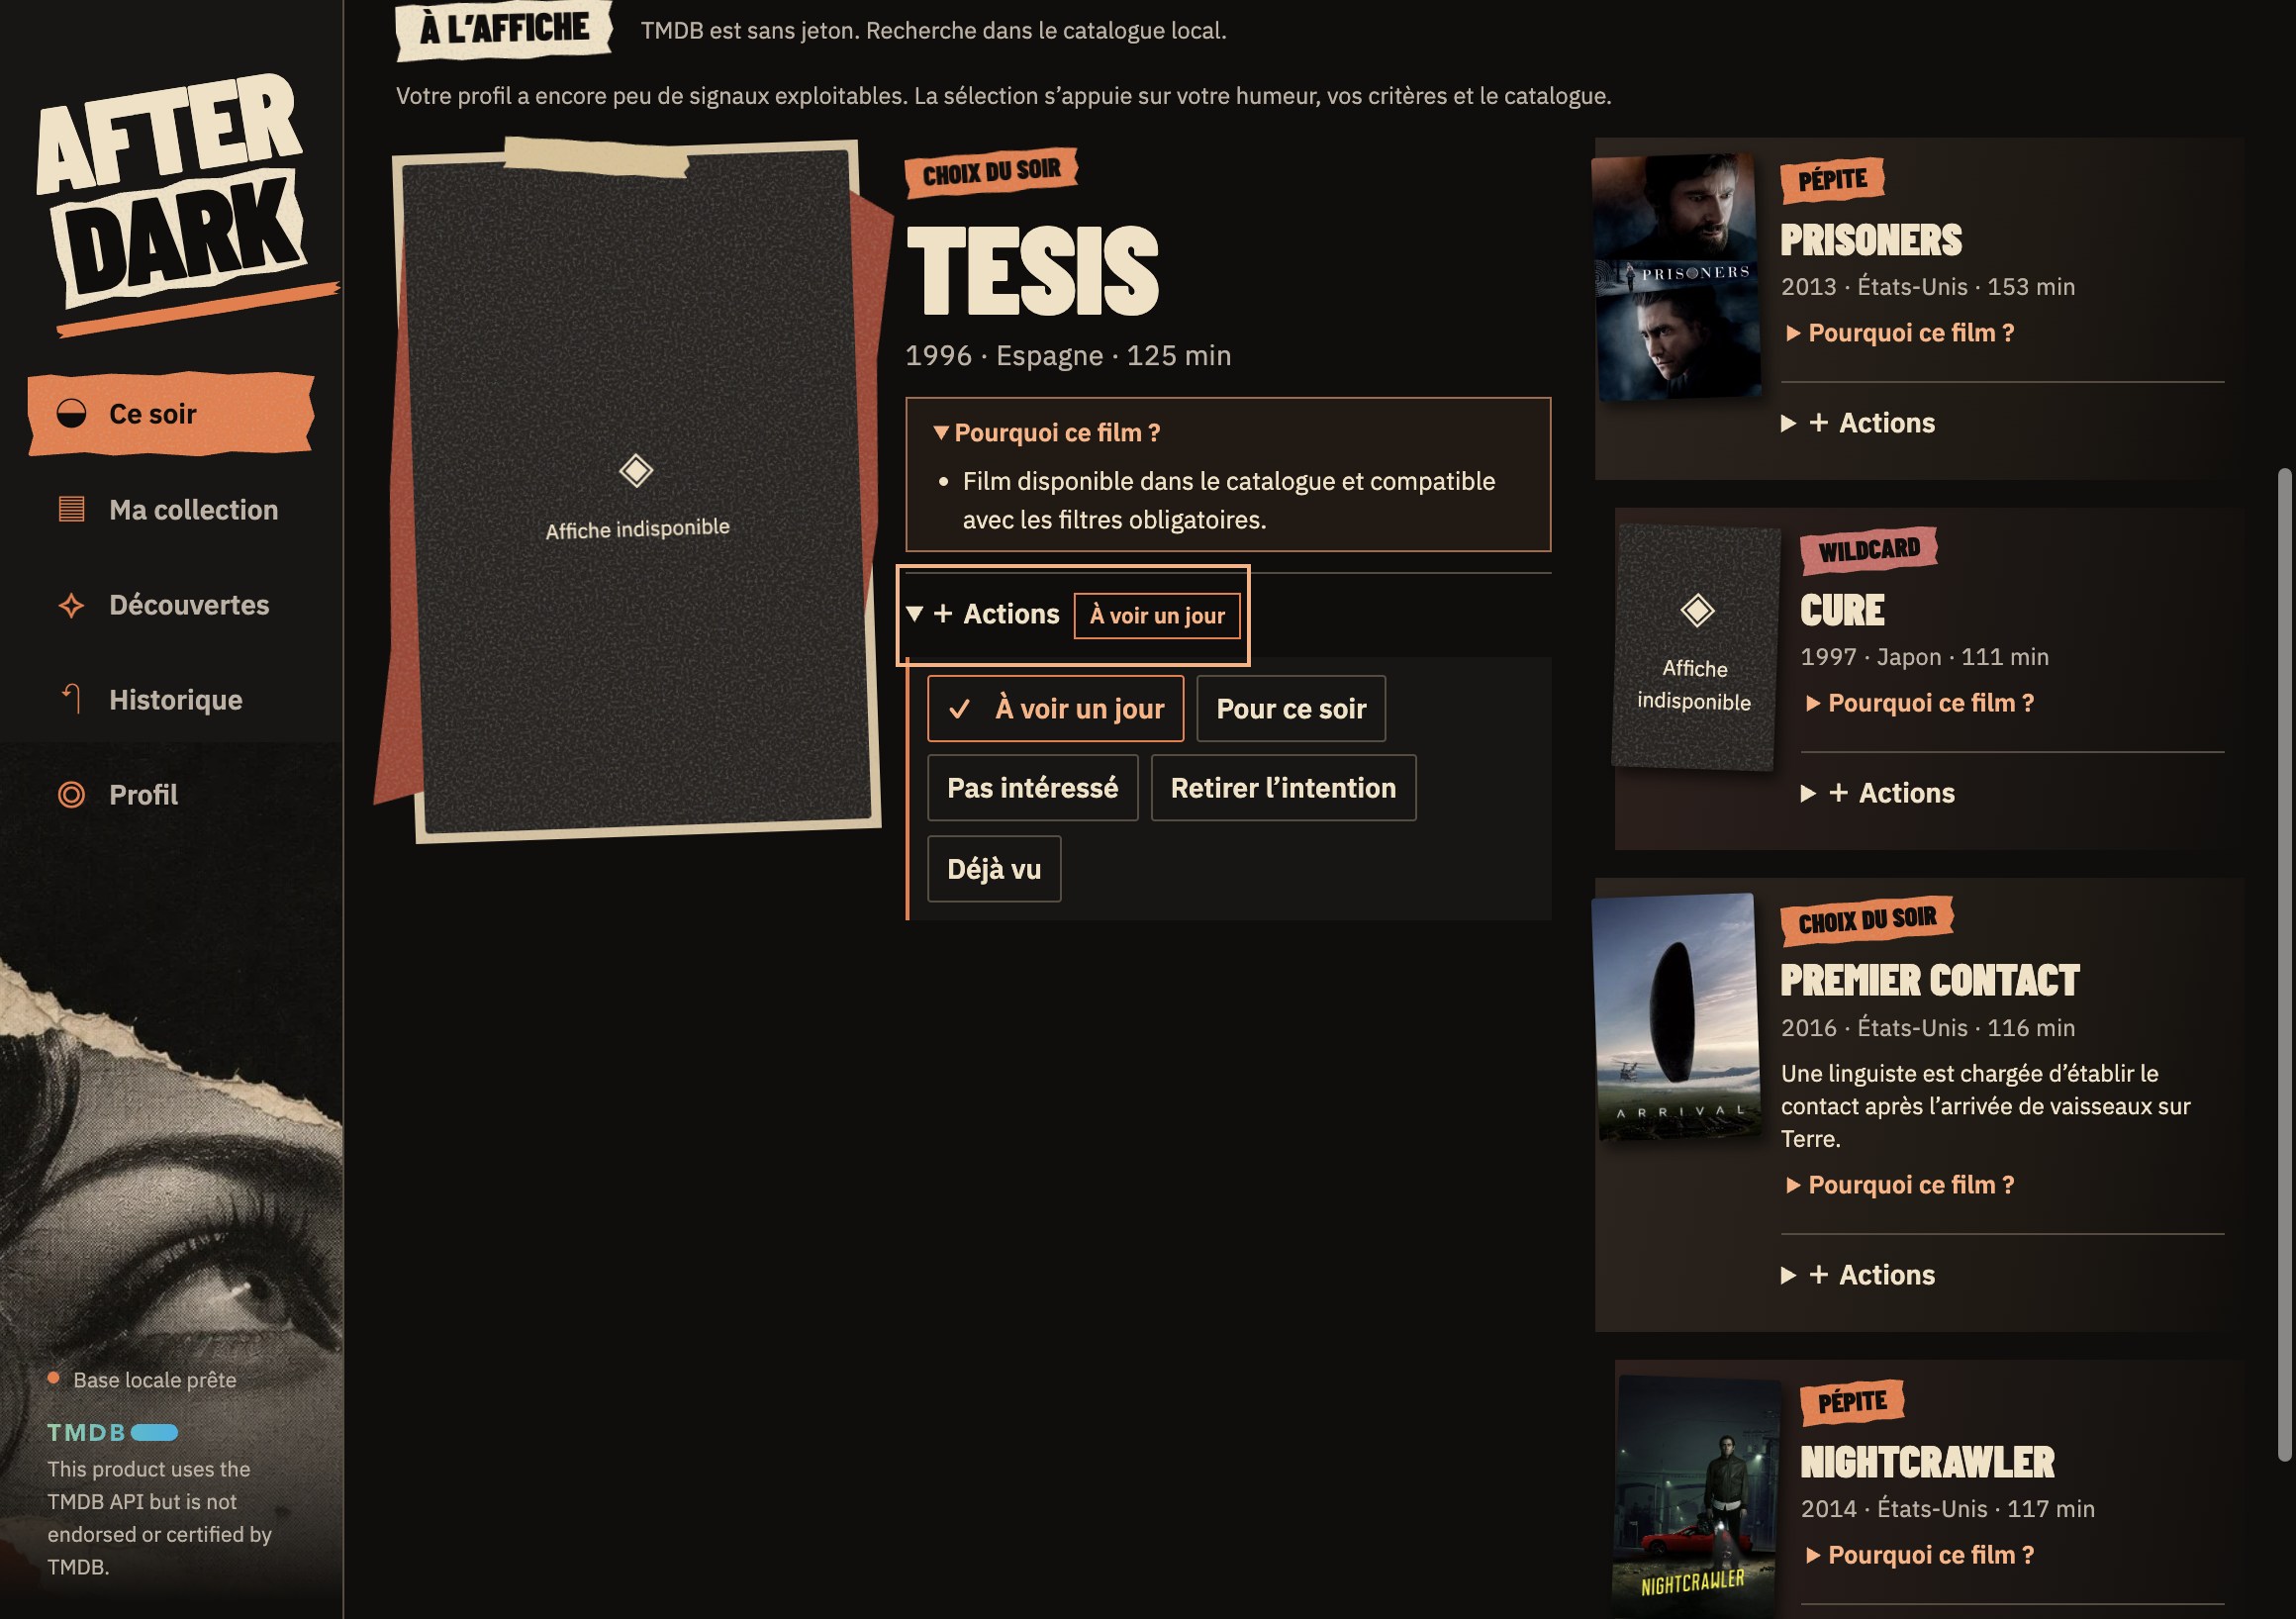 AFTER
DARK
Ce soir
Ma collection
Découvertes
Historique
Profil
Base locale prête
TMDB
This product uses the
TMDB API but is not
endorsed or certified by
TMDB.
À L’AFFICHE
TMDB est sans jeton. Recherche dans le catalogue local.
Votre profil a encore peu de signaux exploitables. La sélection s’appuie sur votre humeur, vos critères et le catalogue.
Affiche indisponible
CHOIX DU SOIR
TESIS
1996 · Espagne · 125 min
▼ Pourquoi ce film ?
• Film disponible dans le catalogue et compatible
avec les filtres obligatoires.
▼ + Actions À voir un jour
✓ À voir un jour
Pour ce soir
Pas intéressé
Retirer l’intention
Déjà vu
PRISONERS
PÉPITE
PRISONERS
2013 · États-Unis · 153 min
▶ Pourquoi ce film ?
▶ + Actions
Affiche
indisponible
WILDCARD
CURE
1997 · Japon · 111 min
▶ Pourquoi ce film ?
▶ + Actions
ARRIVAL
CHOIX DU SOIR
PREMIER CONTACT
2016 · États-Unis · 116 min
Une linguiste est chargée d’établir le
contact après l’arrivée de vaisseaux sur
Terre.
▶ Pourquoi ce film ?
▶ + Actions
NIGHTCRAWLER
PÉPITE
NIGHTCRAWLER
2014 · États-Unis · 117 min
▶ Pourquoi ce film ?